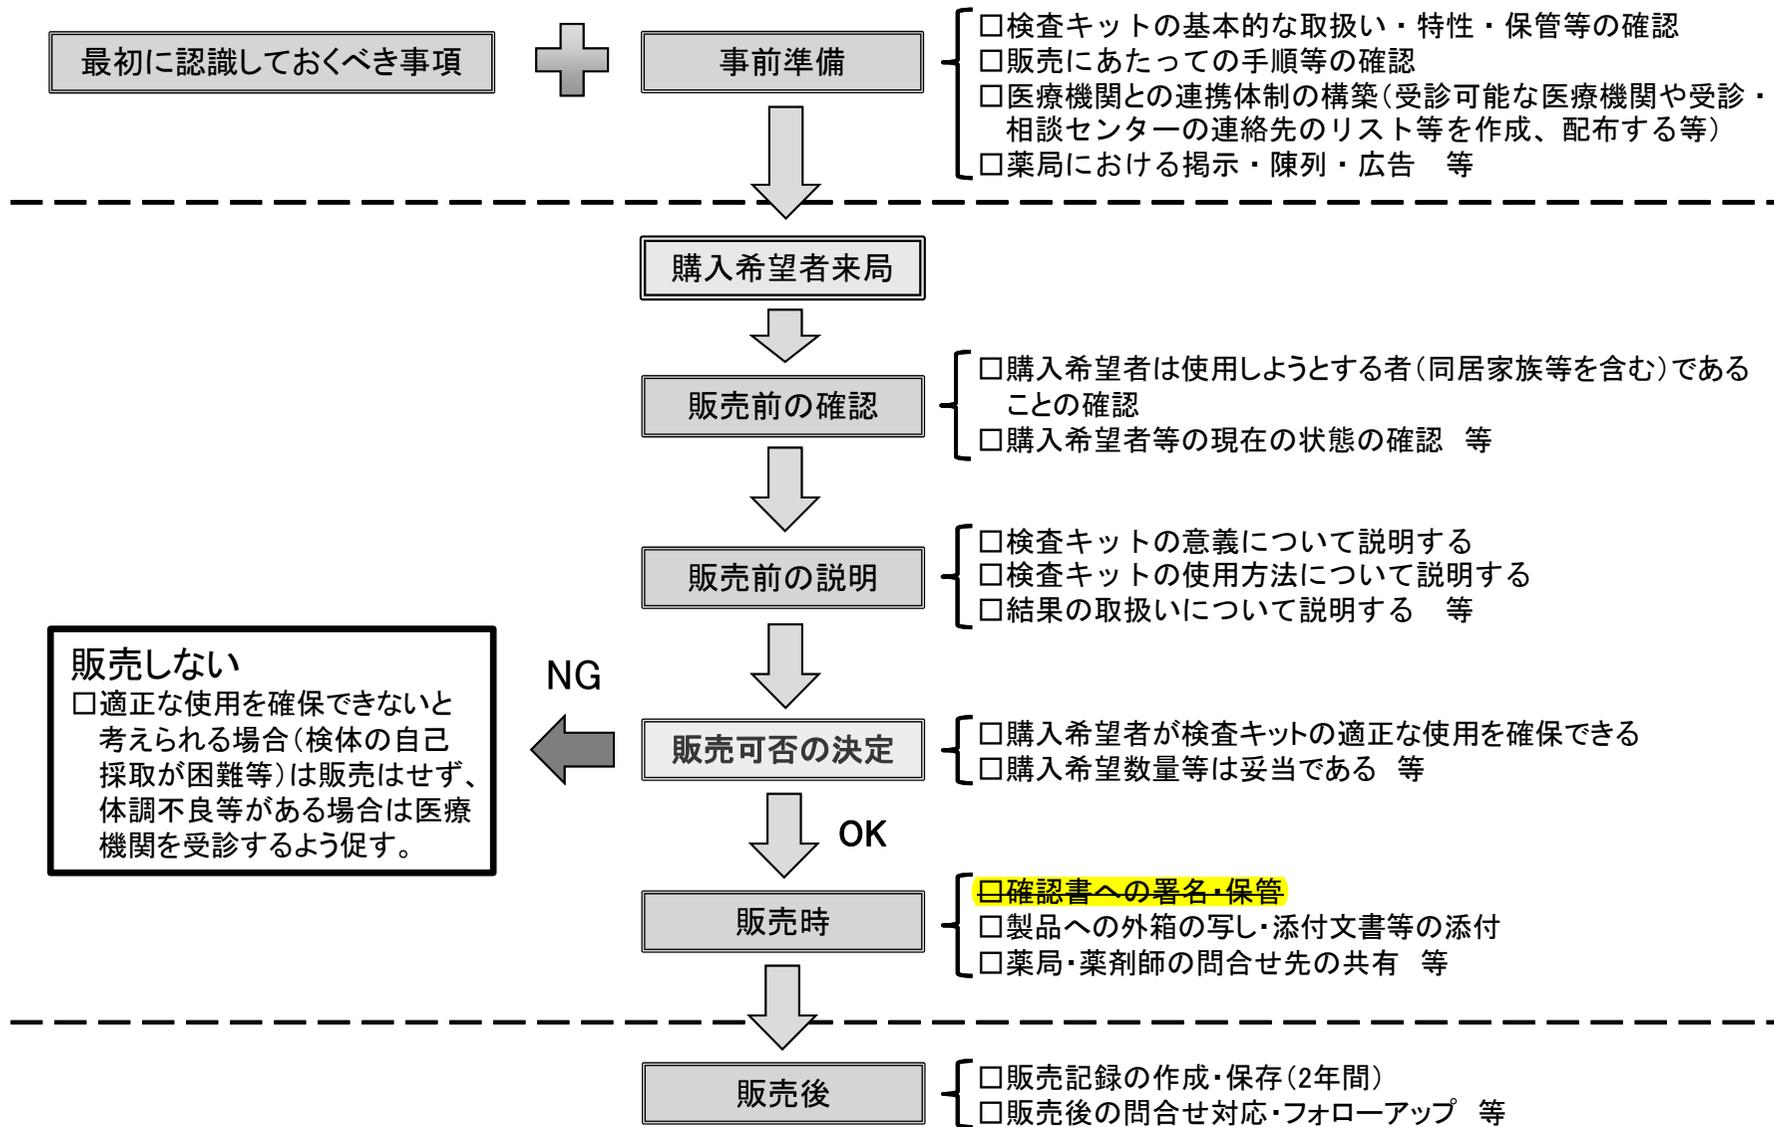 最初に認識しておくべき事項
事前準備
□検査キットの基本的な取扱い・特性・保管等の確認
□販売にあたっての手順等の確認
□医療機関との連携体制の構築(受診可能な医療機関や受診・
相談センターの連絡先のリスト等を作成、配布する等)
□薬局における掲示・陳列・広告　等
購入希望者来局
販売前の確認
□購入希望者は使用しようとする者(同居家族等を含む)である
ことの確認
□購入希望者等の現在の状態の確認　等
販売前の説明
□検査キットの意義について説明する
□検査キットの使用方法について説明する
□結果の取扱いについて説明する　等
販売しない
□適正な使用を確保できないと
考えられる場合(検体の自己
採取が困難等)は販売はせず、
体調不良等がある場合は医療
機関を受診するよう促す。
NG
販売可否の決定
□購入希望者が検査キットの適正な使用を確保できる
□購入希望数量等は妥当である　等
OK
販売時
□確認書への署名・保管
□製品への外箱の写し・添付文書等の添付
□薬局・薬剤師の問合せ先の共有　等
販売後
□販売記録の作成・保存(2年間)
□販売後の問合せ対応・フォローアップ　等